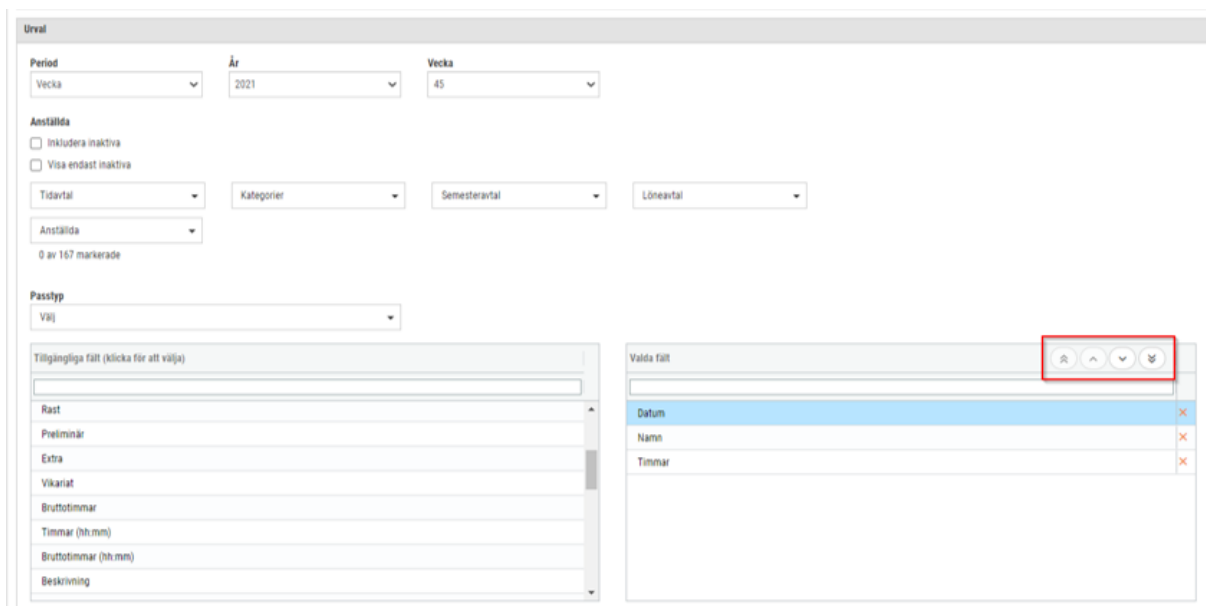 Urval
Period År Vecka
Vecka 2021 45
Anställda
Inkludera inaktiva
Visa endast inaktiva
Tidavtal Kategorier Semesteravtal Löneavtal
Anställda
0 av 167 markerade
Passtyp
Välj
Tillgängliga fält (klicka för att välja)
Rast
Preliminär
Extra
Vikariat
Bruttotimmar
Timmar (hh:mm)
Bruttotimmar (hh:mm)
Beskrivning
Valda fält
Datum
Namn
Timmar